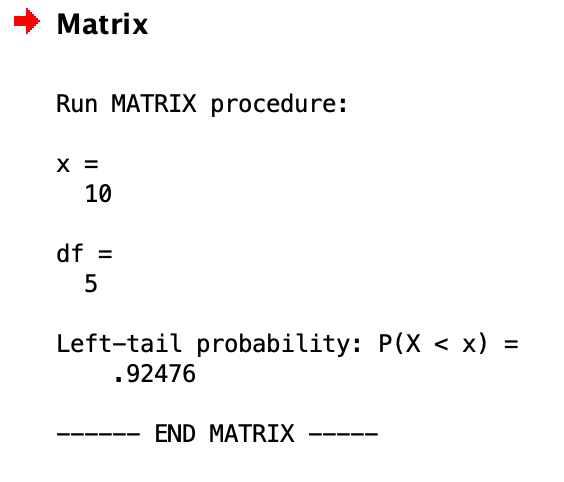 Matrix
Run MATRIX procedure:
x =
10
df =
5
Left-tail probability: P(X < x) =
.92476
------ END MATRIX -----